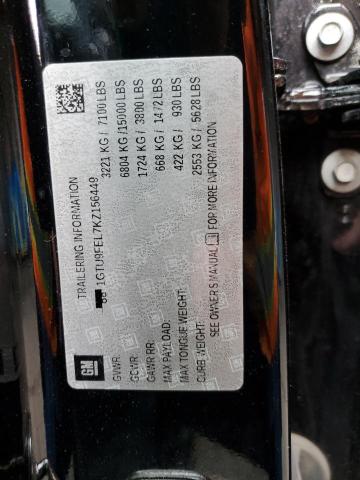 GM
TRAILERING INFORMATION
1GTU9FEL7KZ156449
GVWR: 3221 KG / 7100 LBS
GCWR: 6804 KG / 15000 LBS
GAWR RR: 1724 KG / 3800 LBS
MAX PAYLOAD: 668 KG / 1472 LBS
MAX TONGUE WEIGHT: 422 KG / 930 LBS
CURB WEIGHT: 2553 KG / 5628 LBS
SEE OWNER'S MANUAL FOR MORE INFORMATION